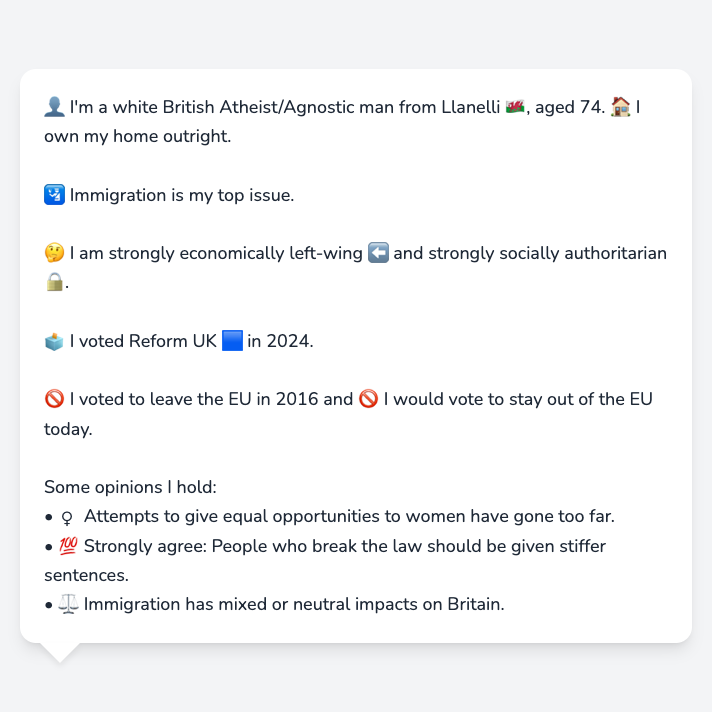 👤 I'm a white British Atheist/Agnostic man from Llanelli 🏴󠁧󠁢󠁷󠁬󠁳󠁿, aged 74. 🏠 I
own my home outright.
🛂 Immigration is my top issue.
🤔 I am strongly economically left-wing ⬅️ and strongly socially authoritarian
🔒.
🗳️ I voted Reform UK 🟦 in 2024.
🚫 I voted to leave the EU in 2016 and 🚫 I would vote to stay out of the EU
today.
Some opinions I hold:
• ♀ Attempts to give equal opportunities to women have gone too far.
• 💯 Strongly agree: People who break the law should be given stiffer
sentences.
• ⚖️ Immigration has mixed or neutral impacts on Britain.